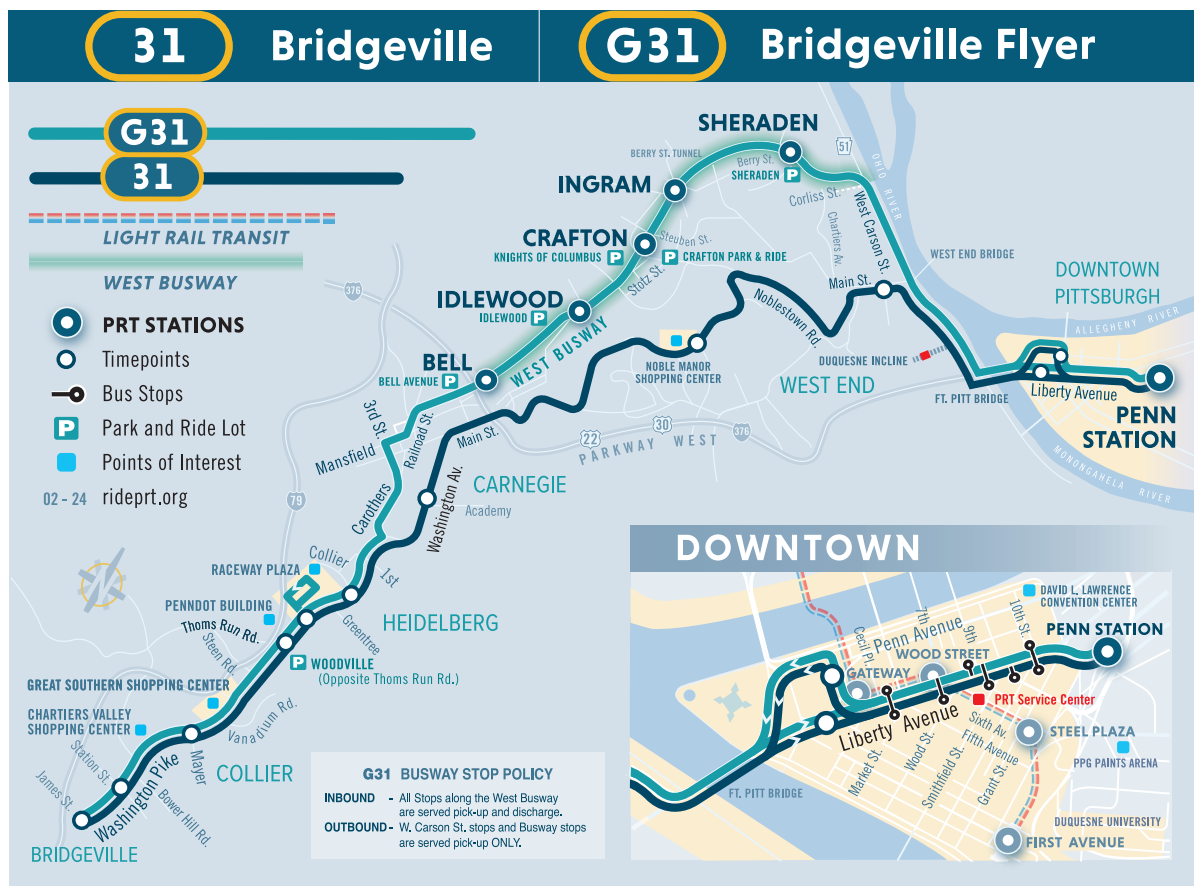 31 Bridgeville
G31 Bridgeville Flyer
G31
31
LIGHT RAIL TRANSIT
WEST BUSWAY
PRT STATIONS
Timepoints
Bus Stops
P Park and Ride Lot
Points of Interest
02 - 24 rideprt.org
SHERADEN
BERRY ST. TUNNEL
Berry St.
SHERADEN P
51
OHIO RIVER
INGRAM
Corliss St.
Chartiers Av.
West Carson St.
CRAFTON
Steuben St.
KNIGHTS OF COLUMBUS P
P CRAFTON PARK & RIDE
Stotz St.
WEST END BRIDGE
DOWNTOWN
PITTSBURGH
ALLEGHENY RIVER
376
IDLEWOOD
IDLEWOOD P
Main St.
Noblestown Rd.
WEST BUSWAY
BELL
BELL AVENUE P
NOBLE MANOR
SHOPPING CENTER
DUQUESNE INCLINE
WEST END
FT. PITT BRIDGE
Liberty Avenue
PENN
STATION
MONONGAHELA RIVER
3rd St.
Railroad St.
Mansfield
Main St.
22
30
376
PARKWAY WEST
CARNEGIE
Academy
Washington Av.
Carothers
79
Collier
1st
RACEWAY PLAZA
PENNDOT BUILDING
Thoms Run Rd.
Steen Rd.
HEIDELBERG
Greentree
P WOODVILLE
(Opposite Thoms Run Rd.)
GREAT SOUTHERN SHOPPING CENTER
CHARTIERS VALLEY
SHOPPING CENTER
Vanadium Rd.
Mayer
COLLIER
Station St.
James St.
Washington Pike
Bower Hill Rd.
BRIDGEVILLE
N
G31 BUSWAY STOP POLICY
INBOUND - All Stops along the West Busway
are served pick-up and discharge.
OUTBOUND - W. Carson St. stops and Busway stops
are served pick-up ONLY.
DOWNTOWN
DAVID L. LAWRENCE
CONVENTION CENTER
PENN STATION
10th St.
9th
7th
Penn Avenue
Cecil Pl.
WOOD STREET
GATEWAY
PRT Service Center
Liberty Avenue
Sixth Av.
Fifth Avenue
STEEL PLAZA
PPG PAINTS ARENA
Market St.
Wood St.
Smithfield St.
Grant St.
FT. PITT BRIDGE
DUQUESNE UNIVERSITY
FIRST AVENUE